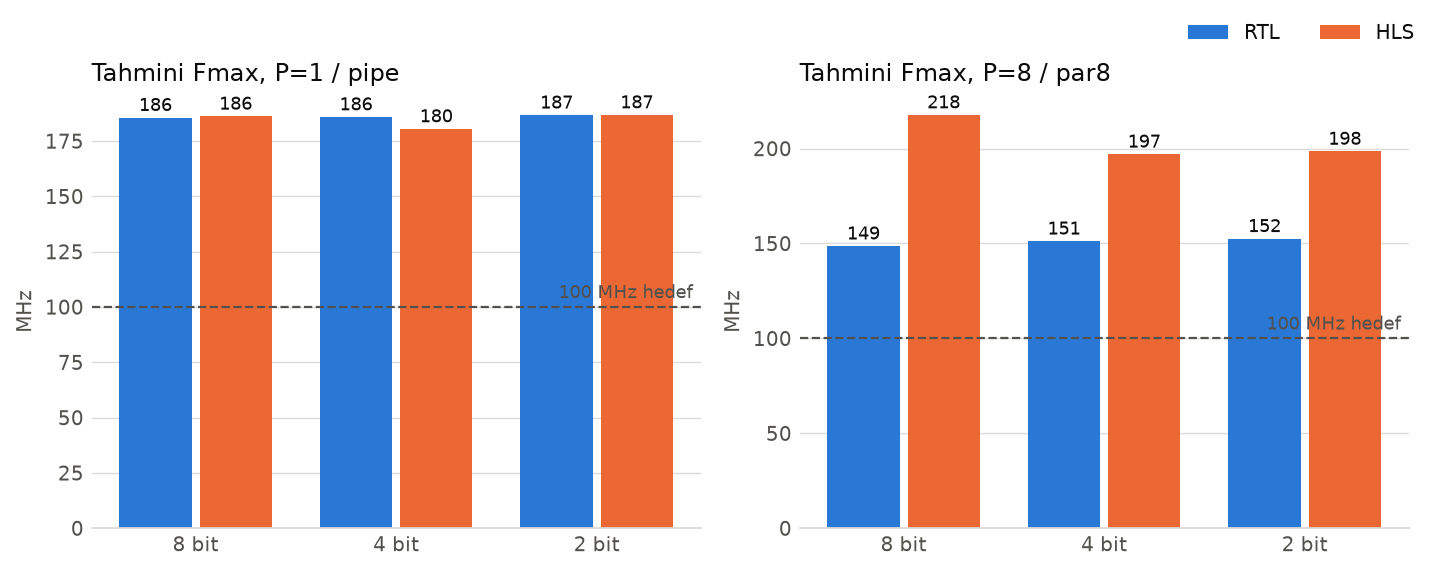 RTL HLS
Tahmini Fmax, P=1 / pipe
186 186 186 180 187 187
175
150
125
100
75
50
25
0
MHz
100 MHz hedef
8 bit 4 bit 2 bit
Tahmini Fmax, P=8 / par8
149 218 151 197 152 198
200
150
100
50
0
MHz
100 MHz hedef
8 bit 4 bit 2 bit